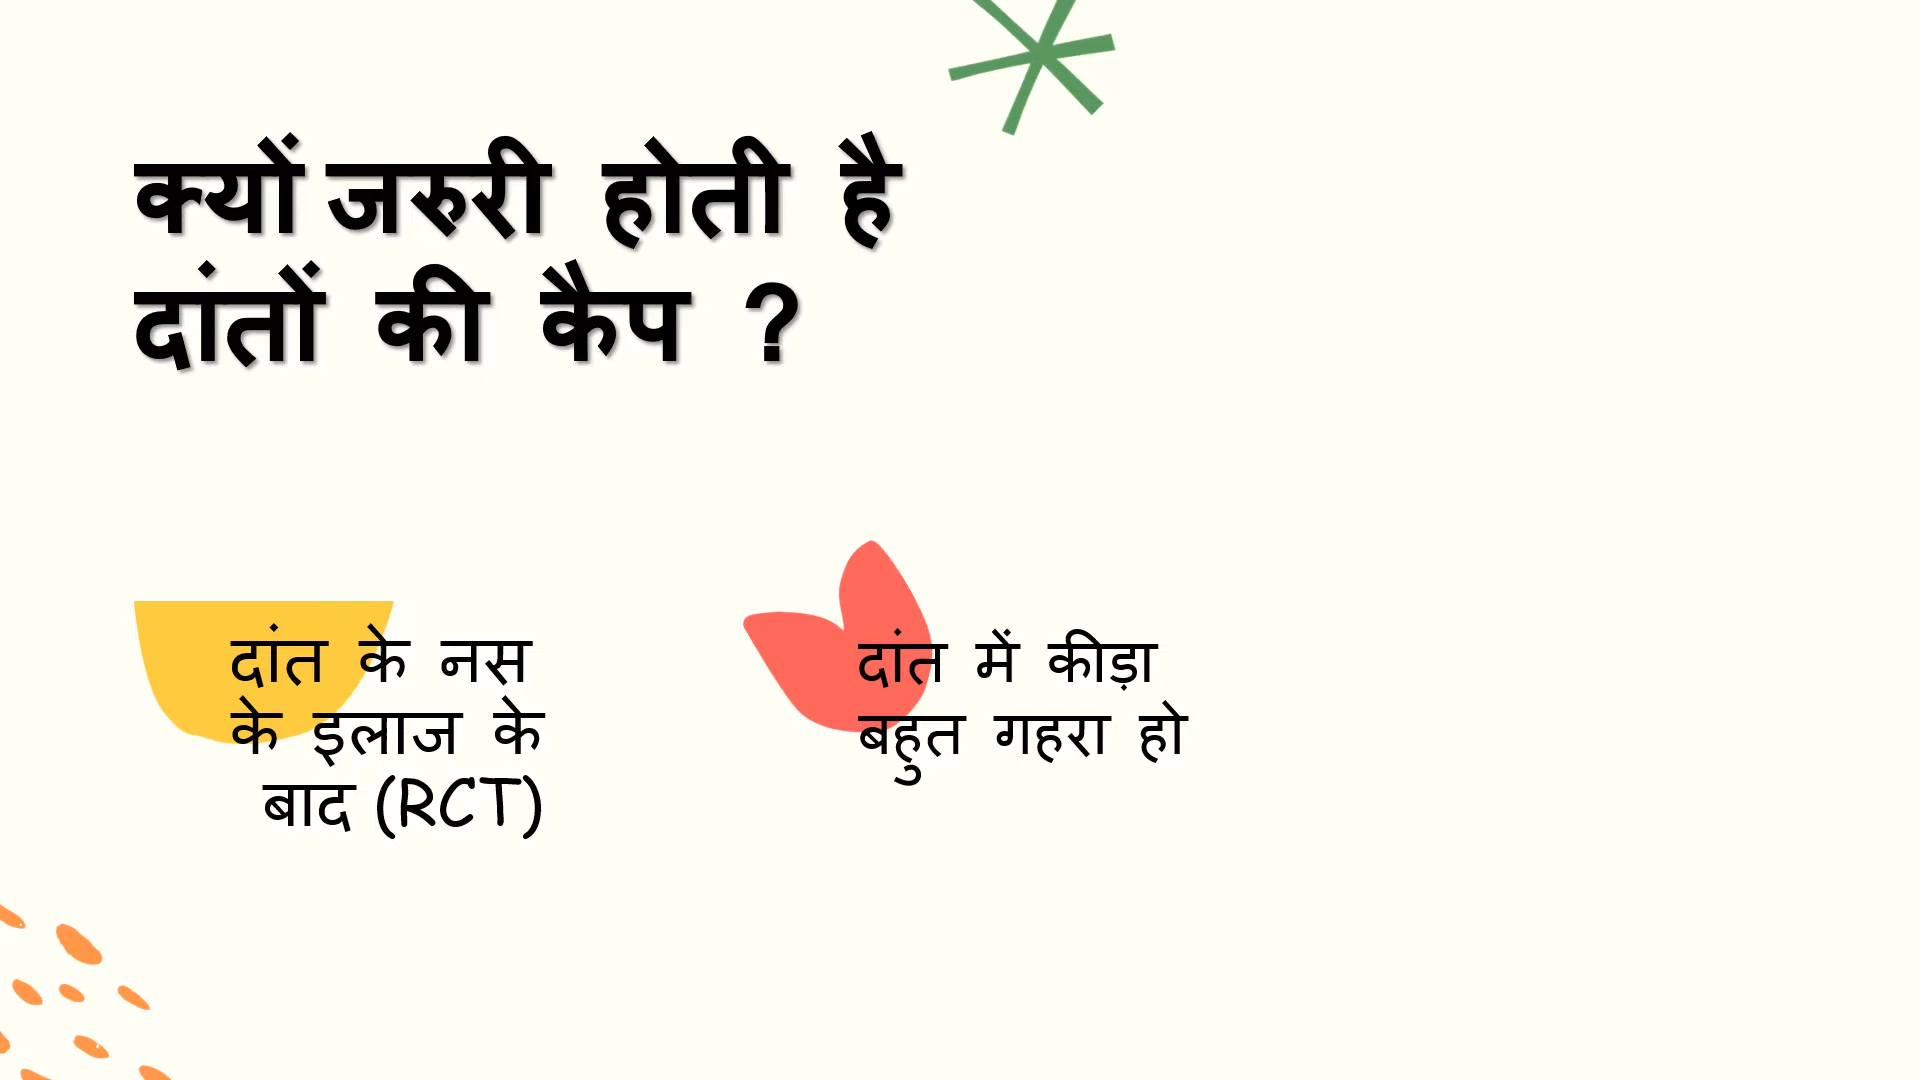 क्यों जरुरी होती है
दांतों की कैप ?
दांत के नस
के इलाज के
बाद (RCT)
दांत में कीड़ा
बहुत गहरा हो